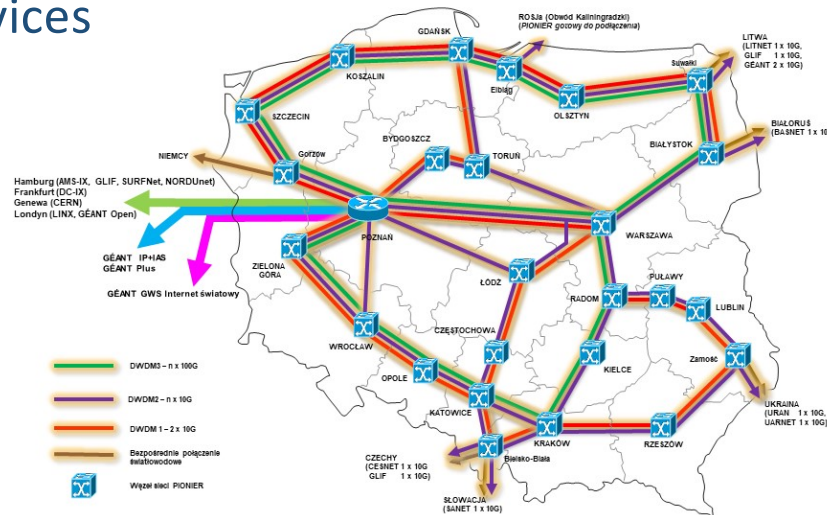 vices
ROSJa (Obwód Kaliningradzki)
(PIONIER gotowy do podłączenia)
GDAŃSK
KOSZALIN
Elbląg
OLSZTYN
Suwałki
LITWA
(LITNET 1 x 10G,
GLIF 1 x 10G,
GÉANT 2 x 10G)
SZCZECIN
BYDGOSZCZ
TORUŃ
BIAŁYSTOK
BIAŁORUŚ
(BASNET 1 x 10
NIEMCY
Gorzów
Hamburg (AMS-IX, GLIF, SURFNet, NORDUnet)
Frankfurt (DC-IX)
Genewa (CERN)
Londyn (LINX, GÉANT Open)
POZNAŃ
WARSZAWA
GÉANT IP+IAS
GÉANT Plus
ZIELONA
GÓRA
GÉANT GWS Internet światowy
ŁÓDŹ
RADOM
PUŁAWY
LUBLIN
WROCŁAW
CZĘSTOCHOWA
KIELCE
Zamość
OPOLE
KATOWICE
KRAKÓW
RZESZÓW
UKRAINA
(URAN 1 x 10G,
UARNET 1 x 10G)
Bielsko-Biała
CZECHY
(CESNET 1 x 10G
GLIF 1 x 10G)
SŁOWACJA
(SANET 1 x 10G)
DWDM3 – n x 100G
DWDM2 – n x 10G
DWDM 1 – 2 x 10G
Bezpośrednie połączenie
światłowodowe
Węzeł sieci PIONIER